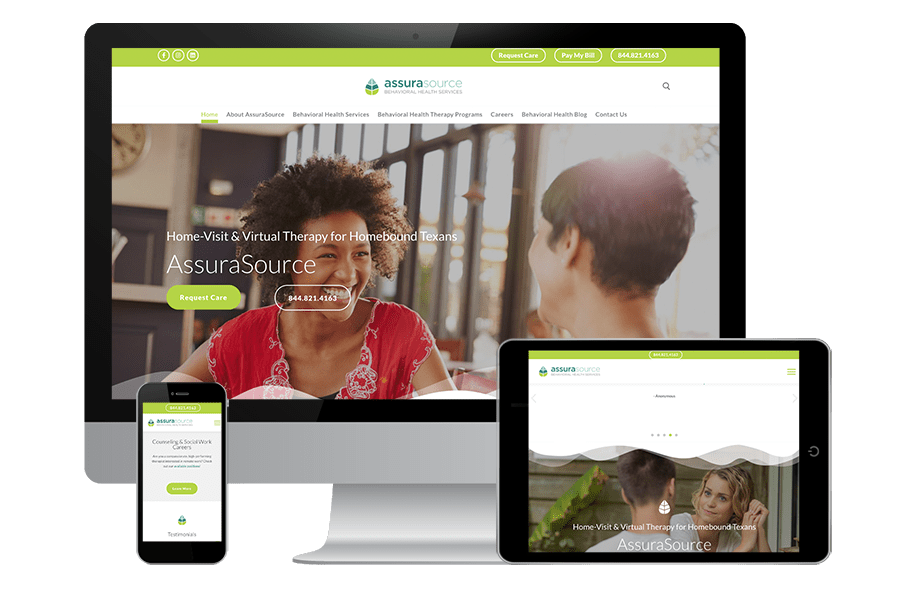 Request Care
Pay My Bill
844.821.4163
assurasource
BEHAVIORAL HEALTH SERVICES
Home
About AssuraSource
Behavioral Health Services
Behavioral Health Therapy Programs
Careers
Behavioral Health Blog
Contact Us
Home-Visit & Virtual Therapy for Homebound Texans
AssuraSource
Request Care
844.821.4163
844.821.4163
assurasource
BEHAVIORAL HEALTH SERVICES
Counseling & Social Work
Careers
Testimonials
844.821.4163
assurasource
BEHAVIORAL HEALTH SERVICES
- Anonymous
Home-Visit & Virtual Therapy for Homebound Texans
AssuraSource